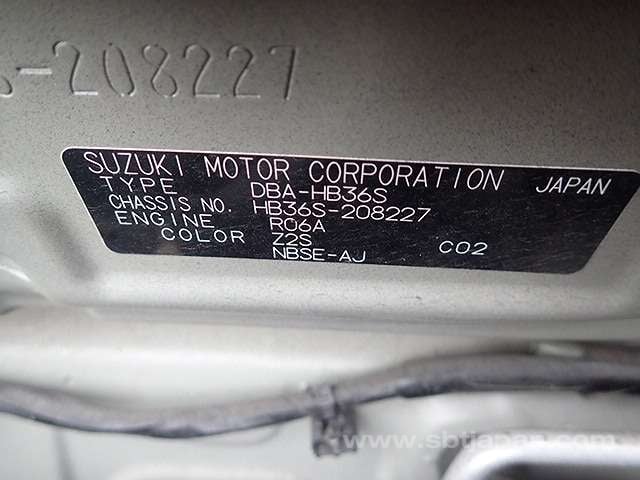 -208227
SUZUKI MOTOR CORPORATION JAPAN
TYPE DBA-HB36S
CHASSIS NO. HB36S-208227
ENGINE R06A
COLOR Z2S C02
NBSE-AJ
www.sbtjapan.com